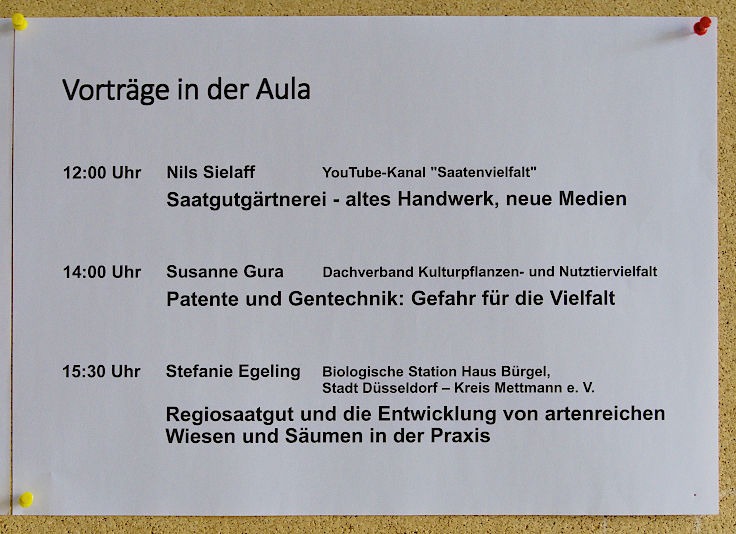 Vorträge in der Aula
12:00 Uhr Nils Sielaff YouTube-Kanal "Saatenvielfalt"
Saatgutgärtnerei - altes Handwerk, neue Medien
14:00 Uhr Susanne Gura Dachverband Kulturpflanzen- und Nutztiervielfalt
Patente und Gentechnik: Gefahr für die Vielfalt
15:30 Uhr Stefanie Egeling Biologische Station Haus Bürgel,
Stadt Düsseldorf – Kreis Mettmann e. V.
Regiosaatgut und die Entwicklung von artenreichen
Wiesen und Säumen in der Praxis